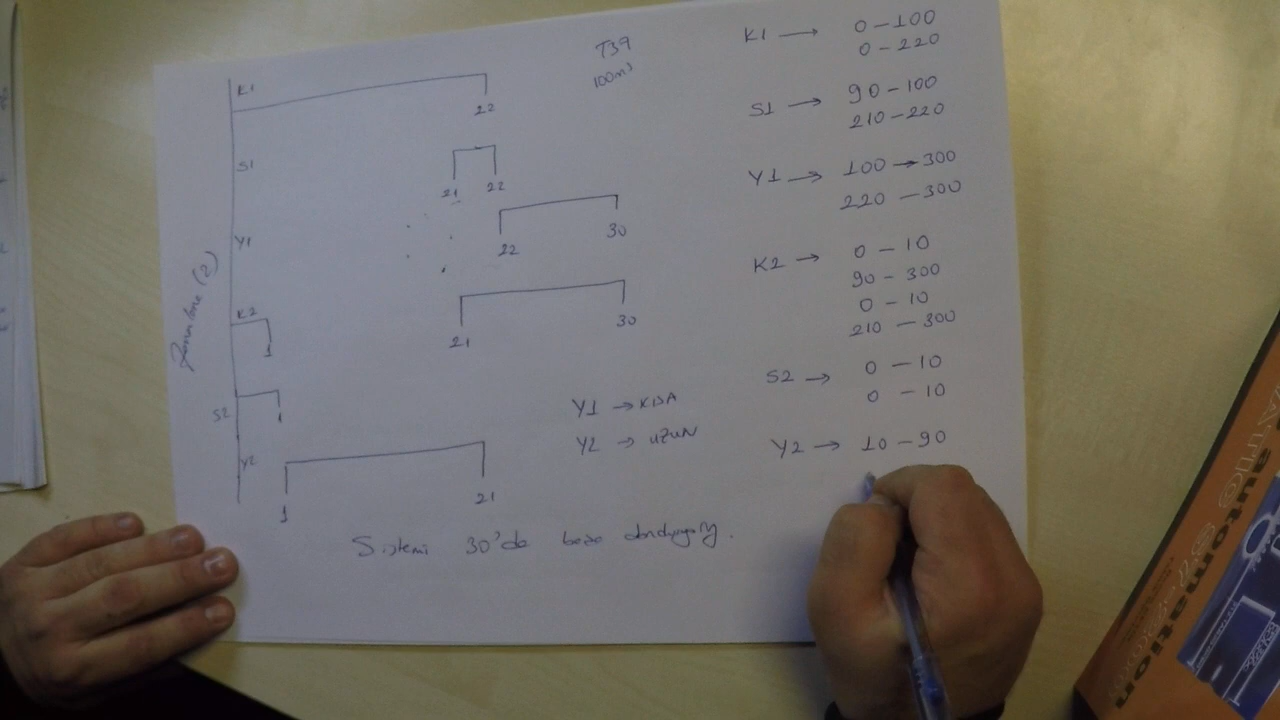 K1
22
S1
21 22
Y1
22 30
K2
1
21 30
S2
1
Y2
1 21
Y1 → KISA
Y2 → UZUN
T39
100ms
K1 → 0 - 100
0 - 220
S1 → 90 - 100
210 - 220
Y1 → 100 → 300
220 - 300
K2 → 0 - 10
90 - 300
0 - 10
210 - 300
S2 → 0 - 10
0 - 10
Y2 → 10 - 90
30'da
automation